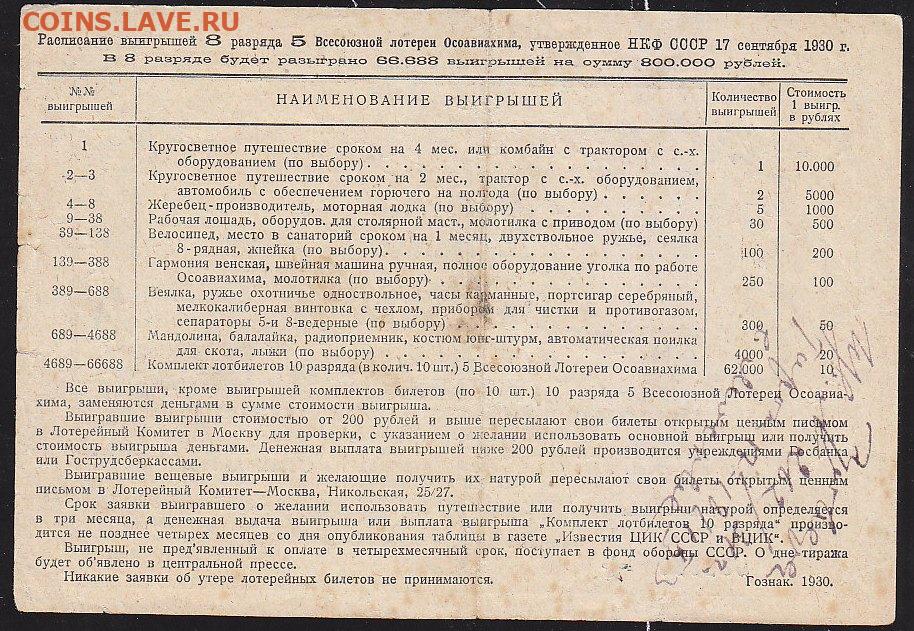 COINS.LAVE.RU
Расписание выигрышей 8 разряда 5 Всесоюзной лотереи Осоавиахима, утвержденное НКФ СССР 17 сентября 1930 г.
В 8 разряде будет разыграно 66.688 выигрышей на сумму 800.000 рублей.
№№ выигрышей НАИМЕНОВАНИЕ ВЫИГРЫШЕЙ Количество выигрышей Стоимость 1 выигр. в рублях
1 Кругосветное путешествие сроком на 4 мес. или комбайн с трактором с с.-х.
оборудованием (по выбору) 1 10.000
2—3 Кругосветное путешествие сроком на 2 мес., трактор с с.-х. оборудованием,
автомобиль с обеспечением горючего на полгода (по выбору) 2 5000
4—8 Жеребец-производитель, моторная лодка (по выбору) 5 1000
9—38 Рабочая лошадь, оборудов. для столярной маст., молотилка с приводом (по выбору) 30 500
39—138 Велосипед, место в санаторий сроком на 1 месяц, двухствольное ружье, сеялка
8-рядная, жнейка (по выбору) 100 200
139—388 Гармония венская, швейная машина ручная, полное оборудование уголка по работе
Осоавиахима, молотилка (по выбору) 250 100
389—688 Веялка, ружье охотничье одноствольное, часы карманные, портсигар серебряный,
мелкокалиберная винтовка с чехлом, прибором для чистки и противогазом,
сепараторы 5-и 8-ведерные (по выбору) 300 50
689—4688 Мандолина, балалайка, радиоприемник, костюм юнг-штурм, автоматическая поилка
для скота, лыжи (по выбору) 4000 20
4689—66688 Комплект лотбилетов 10 разряда (в колич. 10 шт.) 5 Всесоюзной Лотереи Осоавиахима 62.000 10
Все выигрыши, кроме выигрышей комплектов билетов (по 10 шт.) 10 разряда 5 Всесоюзной Лотереи Осоавиа-
хима, заменяются деньгами в сумме стоимости выигрыша.
Выигравшие выигрыши стоимостью от 200 рублей и выше пересылают свои билеты открытым ценным письмом
в Лотерейный Комитет в Москву для проверки, с указанием о желании использовать основной выигрыш или получить
стоимость выигрыша деньгами. Денежная выплата выигрышей ниже 200 рублей производится учреждениями Госбанка
или Гострудсберкассами.
Выигравшие вещевые выигрыши и желающие получить их натурой пересылают свои билеты открытым ценным
письмом в Лотерейный Комитет—Москва, Никольская, 25/27.
Срок заявки выигравшего о желании использовать путешествие или получить выигрыш натурой определяется
в три месяца, а денежная выдача выигрыша или выплата выигрыша „Комплект лотбилетов 10 разряда“ произво-
дится не позднее четырех месяцев со дня опубликования таблицы в газете „Известия ЦИК СССР и ВЦИК“.
Выигрыш, не пред'явленный к оплате в четырехмесячный срок, поступает в фонд обороны СССР. О дне тиража
будет об'явлено в центральной прессе.
Никакие заявки об утере лотерейных билетов не принимаются.
Гознак. 1930.